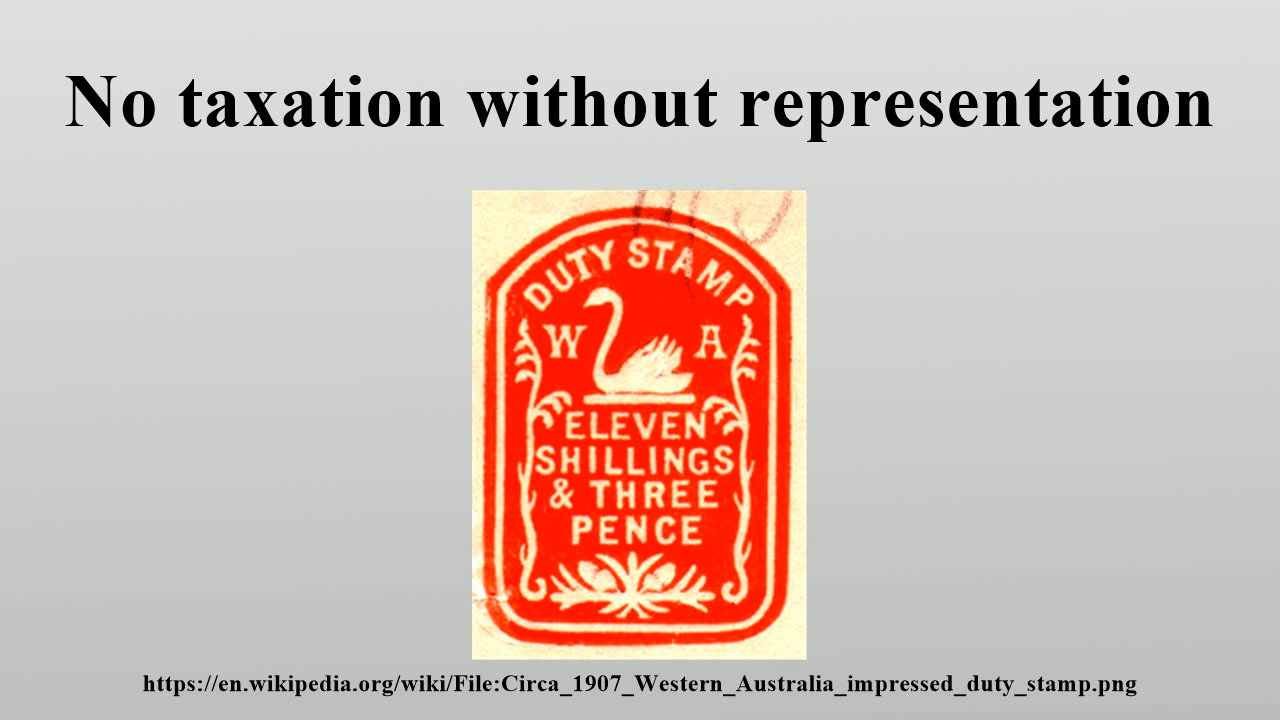 No taxation without representation
DUTY STAMP
W A
ELEVEN
SHILLINGS
& THREE
PENCE
https://en.wikipedia.org/wiki/File:Circa_1907_Western_Australia_impressed_duty_stamp.png